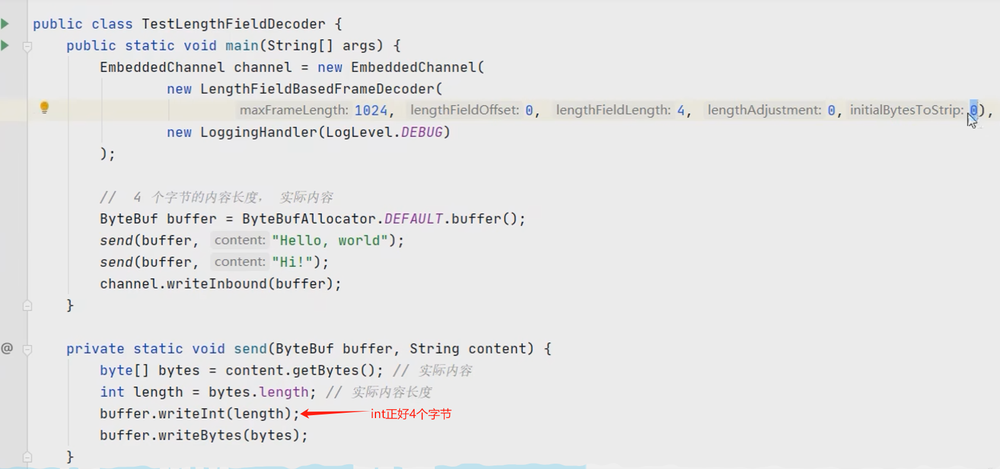 public class TestLengthFieldDecoder {
public static void main(String[] args) {
EmbeddedChannel channel = new EmbeddedChannel(
new LengthFieldBasedFrameDecoder(
maxFrameLength: 1024, lengthFieldOffset: 0, lengthFieldLength: 4, lengthAdjustment: 0, initialBytesToStrip: 0),
new LoggingHandler(LogLevel.DEBUG)
);
// 4 个字节的内容长度， 实际内容
ByteBuf buffer = ByteBufAllocator.DEFAULT.buffer();
send(buffer, content: "Hello, world");
send(buffer, content: "Hi!");
channel.writeInbound(buffer);
}
@ private static void send(ByteBuf buffer, String content) {
byte[] bytes = content.getBytes(); // 实际内容
int length = bytes.length; // 实际内容长度
buffer.writeInt(length); int正好4个字节
buffer.writeBytes(bytes);
}